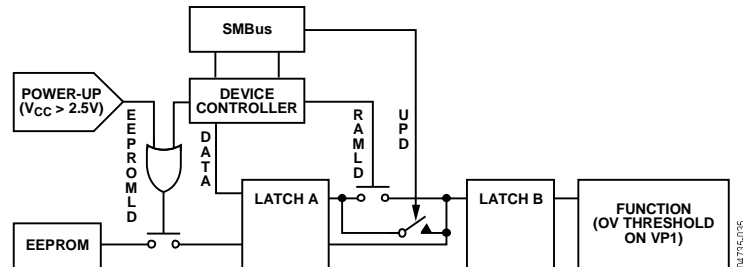 SMBus
POWER-UP
(VCC > 2.5V)
DEVICE
CONTROLLER
EEPROMLD
DATA
RAMLD
UPD
LATCH A
LATCH B
FUNCTION
(OV THRESHOLD
ON VP1)
EEPROM
04735-035